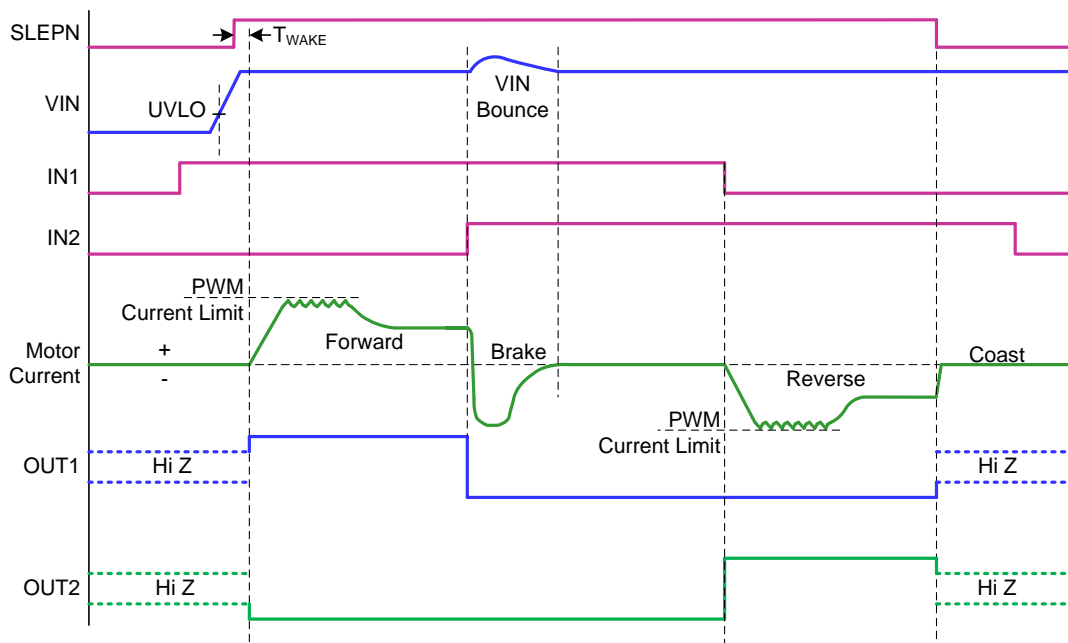 SLEPN
TWAKE
VIN
UVLO
VIN
Bounce
IN1
IN2
PWM
Current Limit
Motor
Current
+
-
Forward
Brake
Reverse
Coast
PWM
Current Limit
OUT1
Hi Z
Hi Z
OUT2
Hi Z
Hi Z